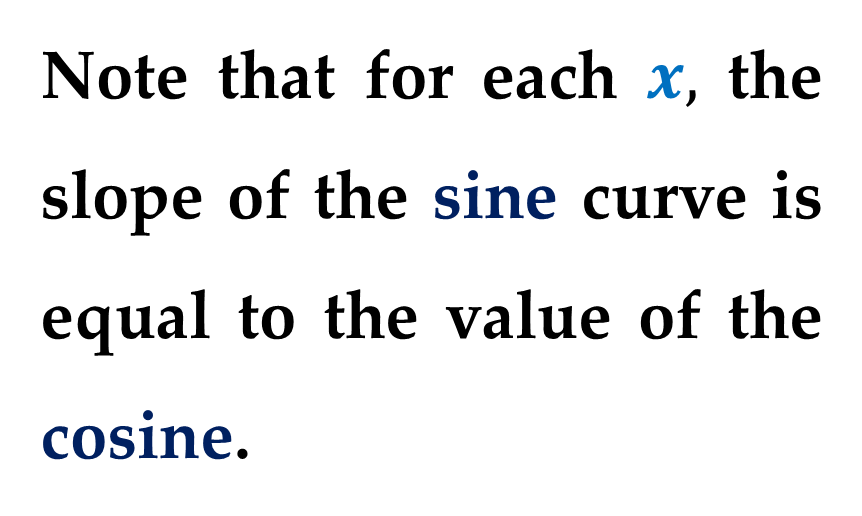 Note that for each x, the
slope of the sine curve is
equal to the value of the
cosine.